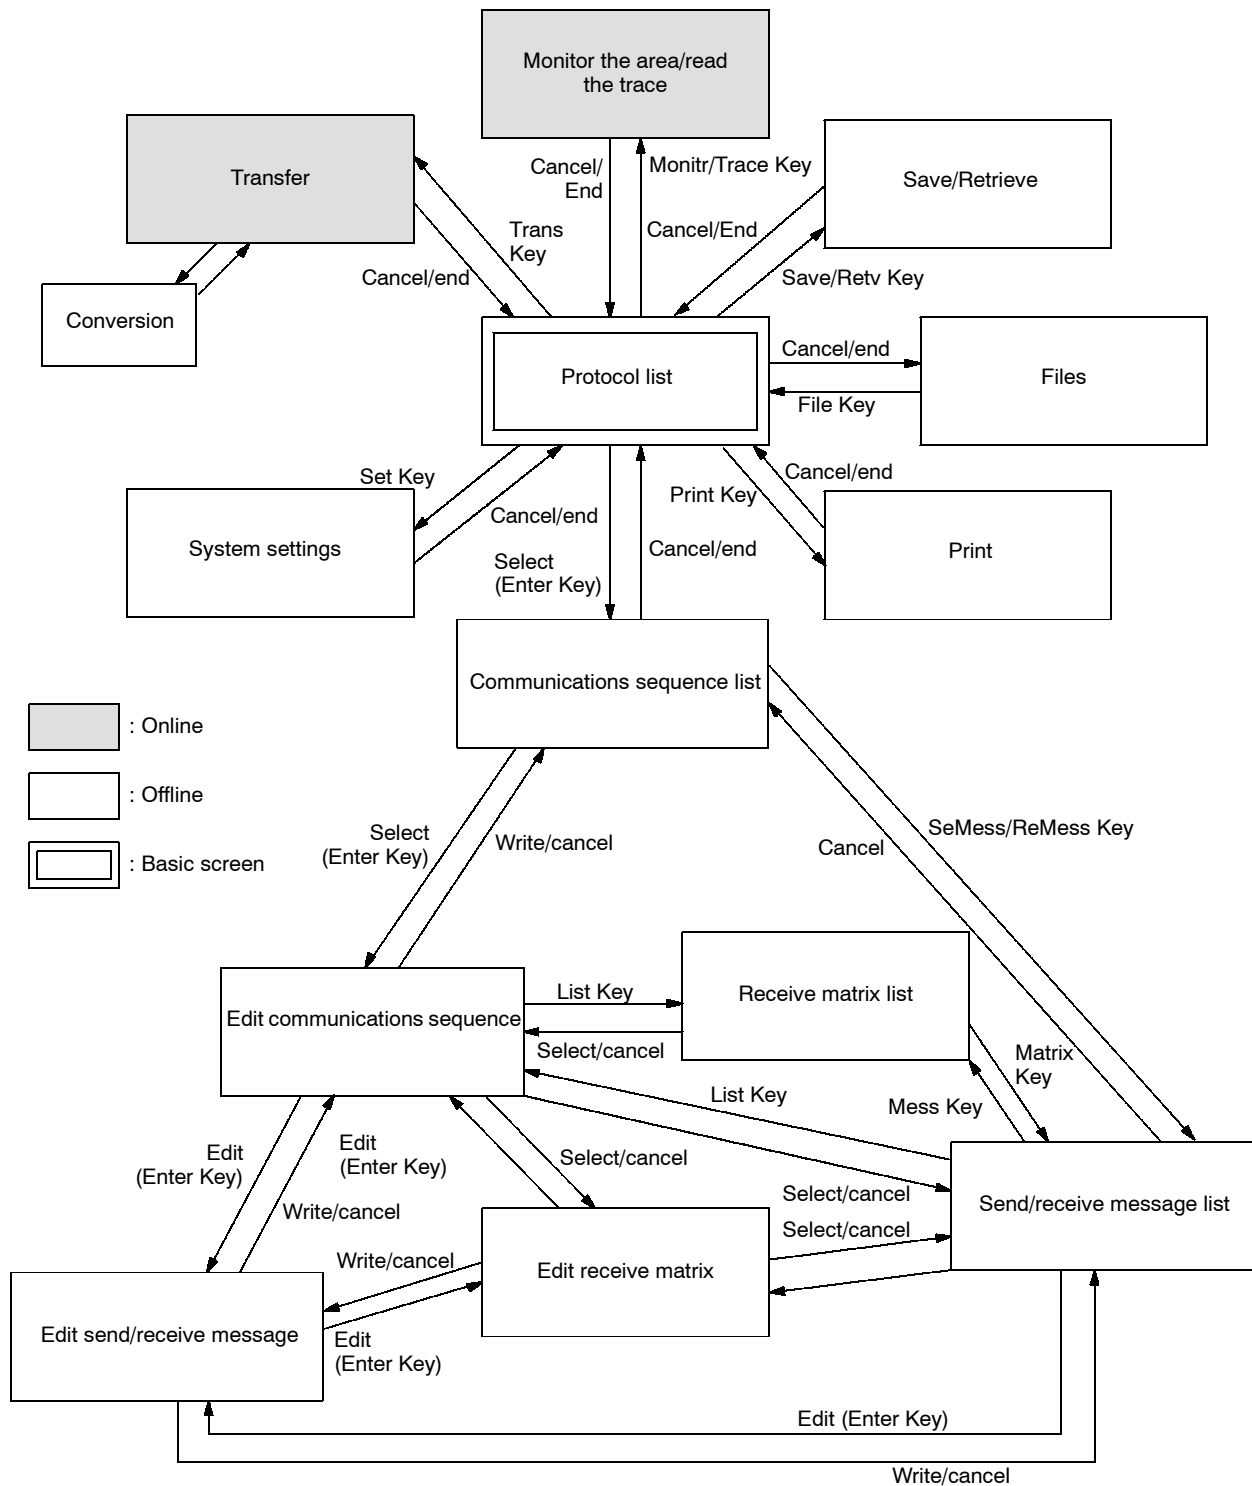 Monitor the area/read
the trace
Transfer
Cancel/
End
Monitr/Trace Key
Save/Retrieve
Trans
Key
Cancel/End
Cancel/end
Save/Retv Key
Conversion
Protocol list
Cancel/end
File Key
Files
Set Key
Cancel/end
Print Key
Cancel/end
System settings
Select
(Enter Key)
Cancel/end
Print
Communications sequence list
: Online
: Offline
: Basic screen
Select
(Enter Key)
Write/cancel
Cancel
SeMess/ReMess Key
Edit communications sequence
List Key
Select/cancel
Receive matrix list
Matrix
Key
List Key
Mess Key
Edit
(Enter Key)
Edit
(Enter Key)
Select/cancel
Write/cancel
Select/cancel
Select/cancel
Send/receive message list
Write/cancel
Edit receive matrix
Edit send/receive message
Edit
(Enter Key)
Edit (Enter Key)
Write/cancel